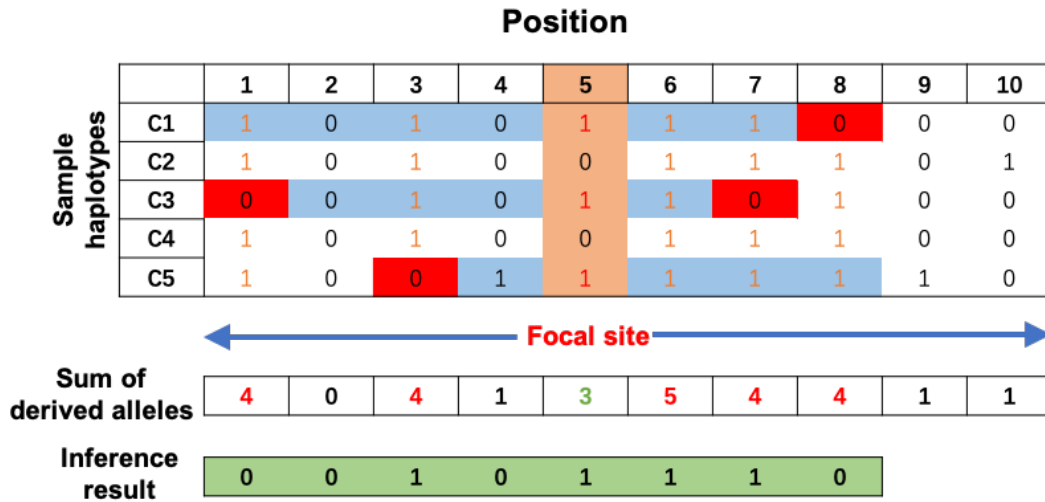 Position
1 2 3 4 5 6 7 8 9 10
Sample
haplotypes
C1 1 0 1 0 1 1 1 0 0 0
C2 1 0 1 0 0 1 1 1 0 1
C3 0 0 1 0 1 1 0 1 0 0
C4 1 0 1 0 0 1 1 1 0 0
C5 1 0 0 1 1 1 1 1 1 0
Focal site
Sum of
derived alleles
4 0 4 1 3 5 4 4 1 1
Inference
result
0 0 1 0 1 1 1 0